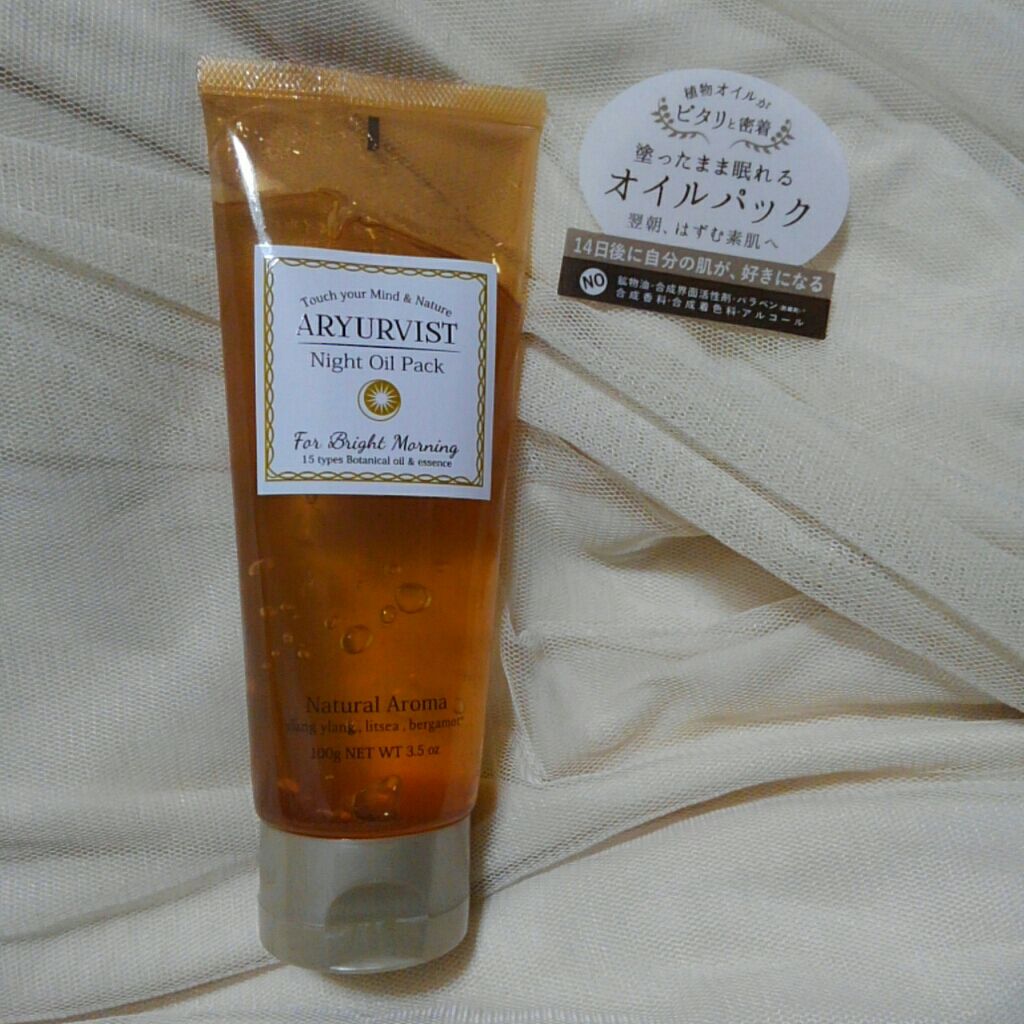 Touch your Mind & Nature
ARYURVIST
Night Oil Pack
For Bright Morning
15 types Botanical oil & essence
Natural Aroma
ylang ylang , litsea , bergamot
100g NET WT 3.5 oz
植物オイルが
ピタリと密着
塗ったまま眠れる
オイルパック
翌朝、はずむ素肌へ
14日後に自分の肌が、好きになる
NO
鉱物油・合成界面活性剤・パラベン
合成香料・合成着色料・アルコール